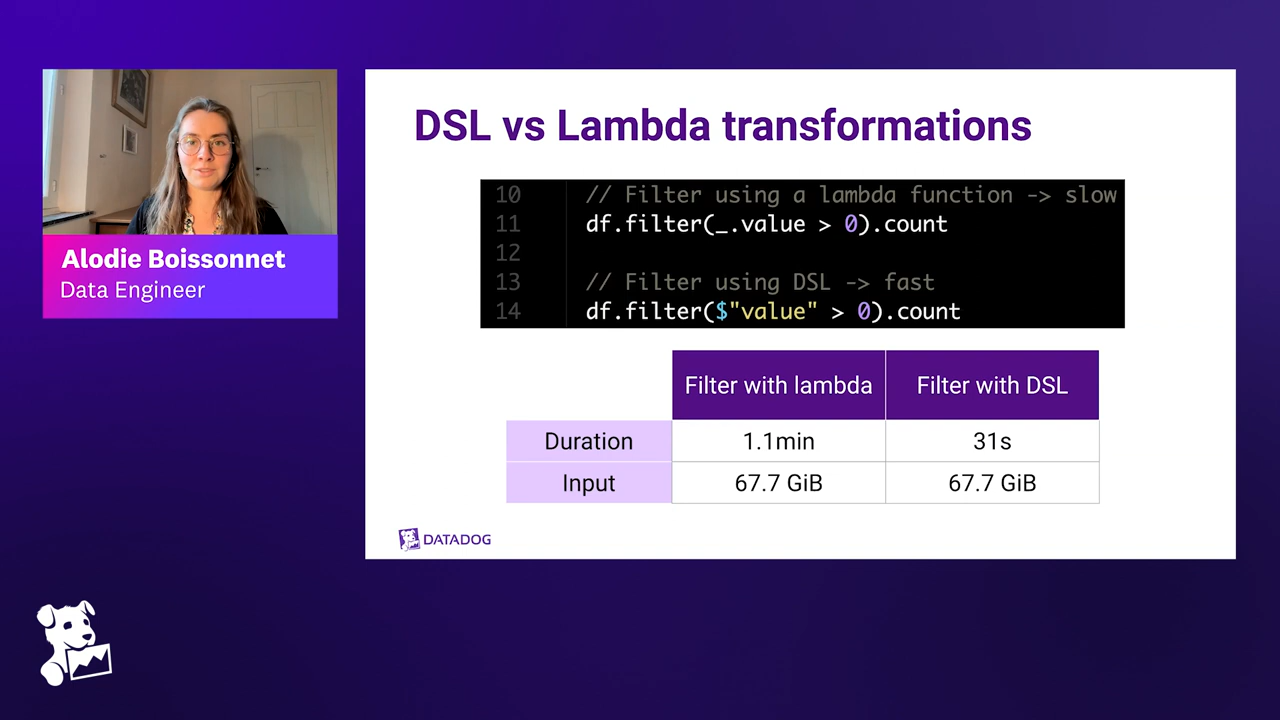 Alodie Boissonnet
Data Engineer
DSL vs Lambda transformations
10 // Filter using a lambda function -> slow
11 df.filter(_.value > 0).count
12
13 // Filter using DSL -> fast
14 df.filter($"value" > 0).count
Filter with lambda Filter with DSL
Duration 1.1min 31s
Input 67.7 GiB 67.7 GiB
DATADOG